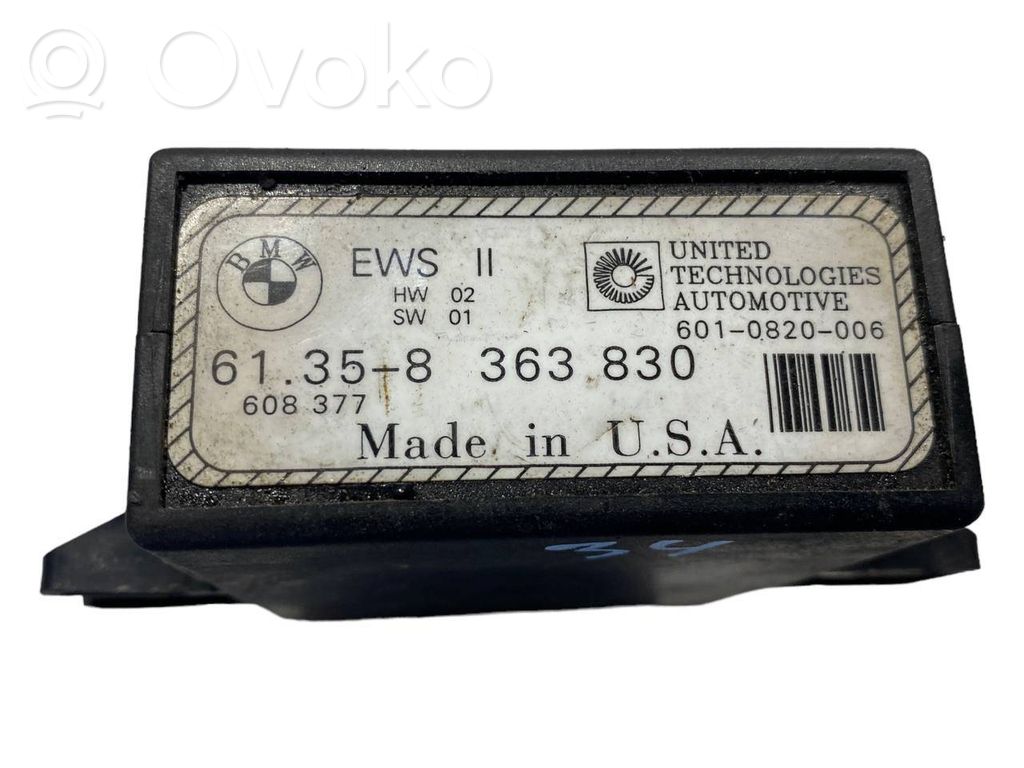 Ovoko
BMW
EWS II
HW 02
SW 01
UNITED
TECHNOLOGIES
AUTOMOTIVE
601-0820-006
61.35-8 363 830
608 377
Made in U.S.A.